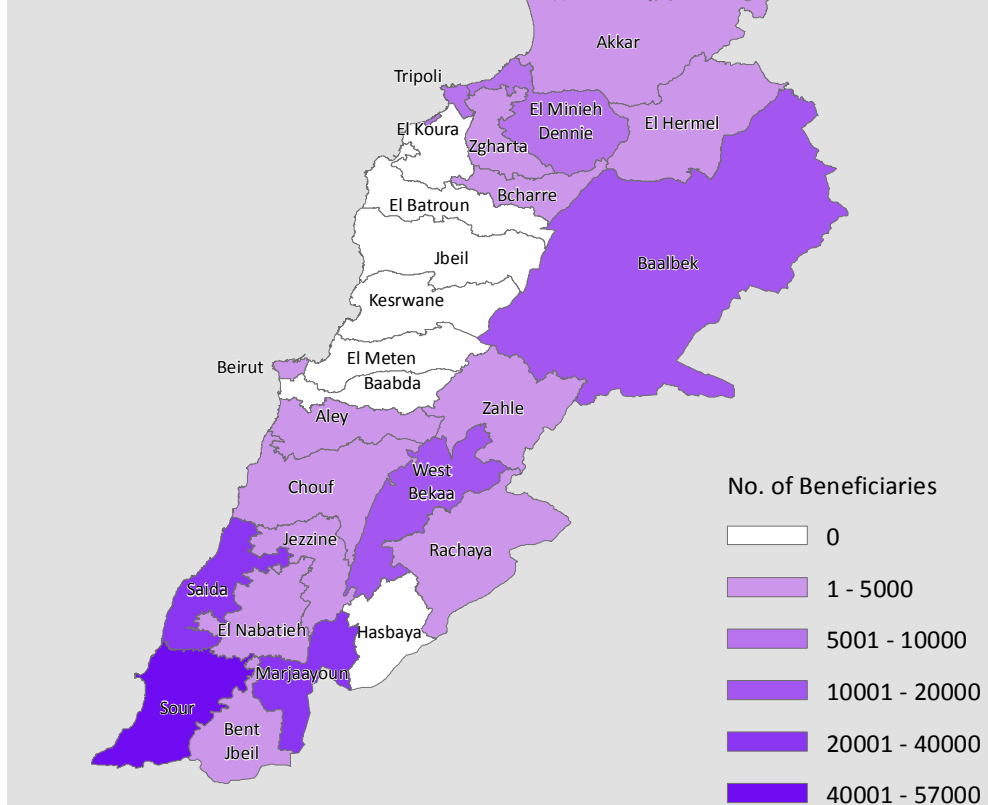 Akkar
Tripoli
El Minieh
Dennie
El Hermel
El Koura
Zgharta
Bcharre
El Batroun
Jbeil
Baalbek
Kesrwane
El Meten
Beirut
Baabda
Zahle
Aley
West
Bekaa
Chouf
Jezzine
Rachaya
Saida
El Nabatieh
Hasbaya
Marjaayoun
Sour
Bent
Jbeil
No. of Beneficiaries
0
1 - 5000
5001 - 10000
10001 - 20000
20001 - 40000
40001 - 57000